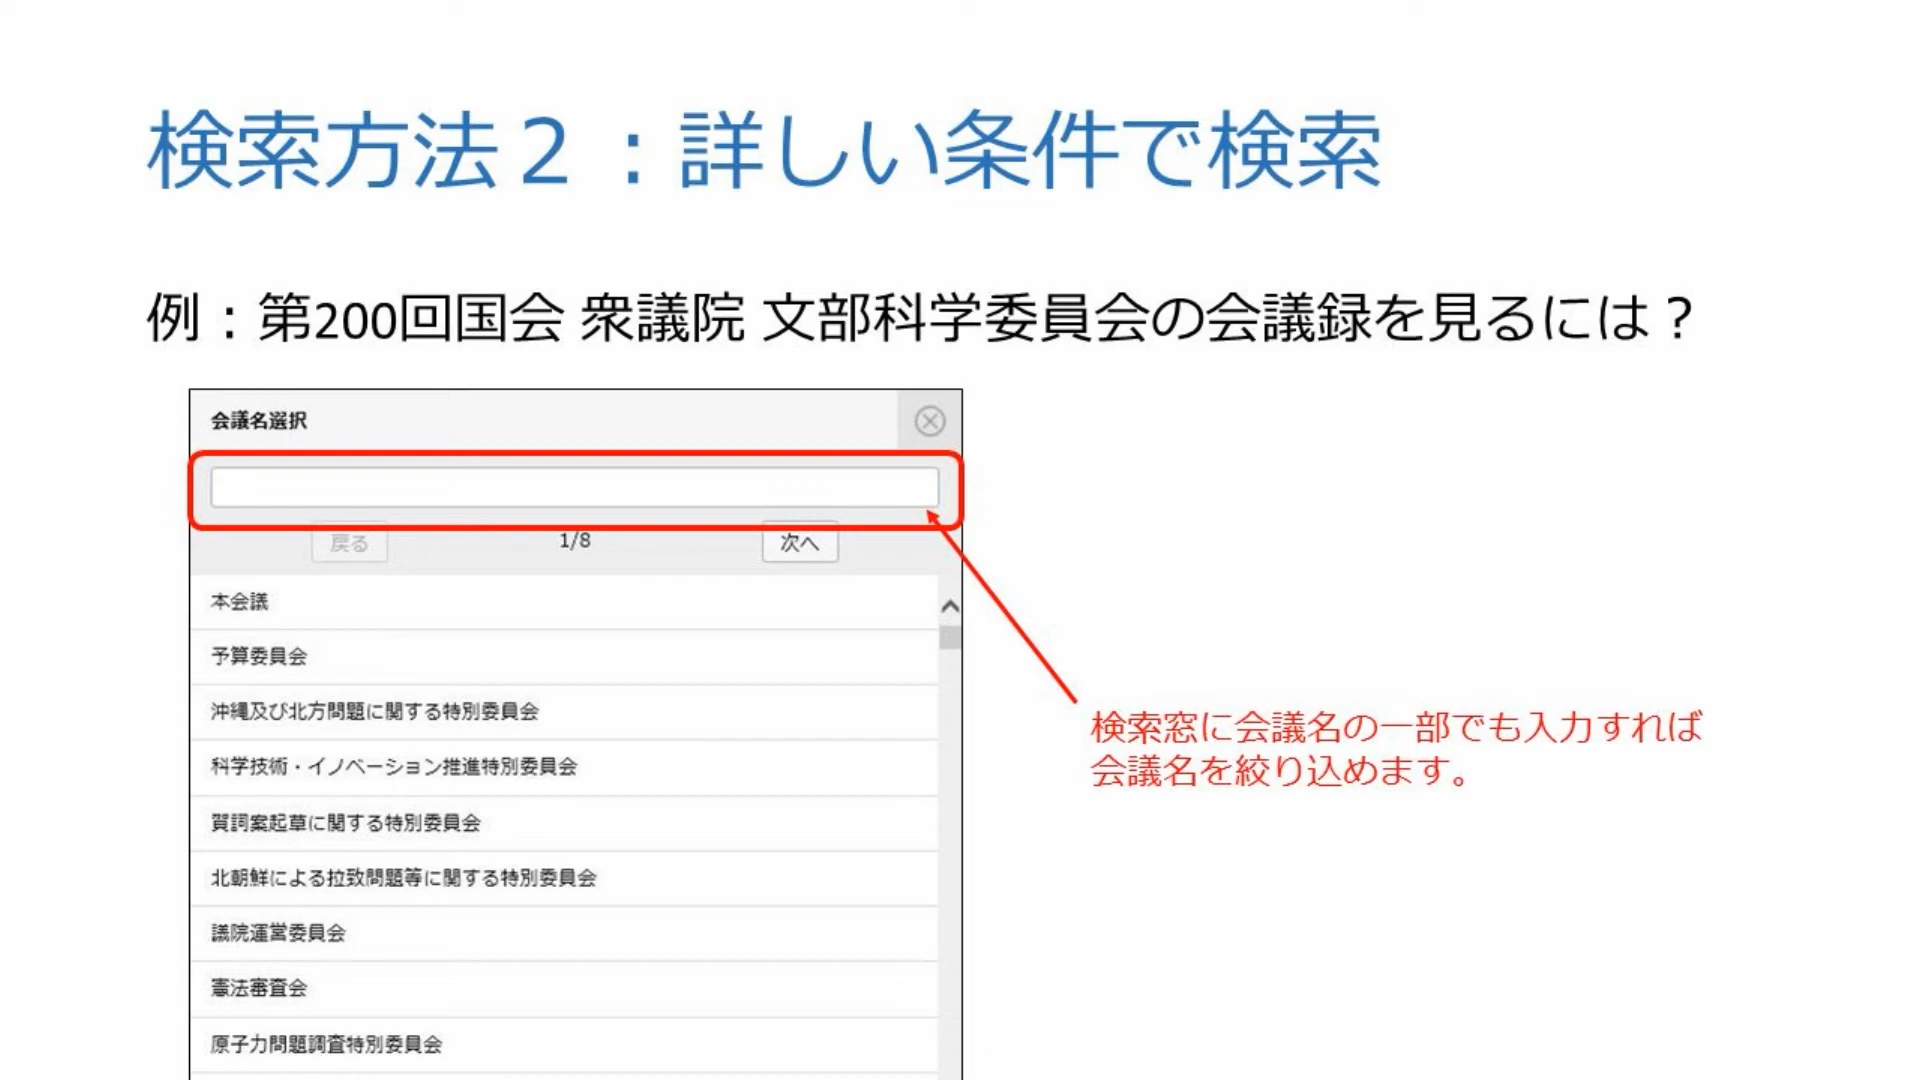 検索方法２：詳しい条件で検索
例：第200回国会 衆議院 文部科学委員会の会議録を見るには？
会議名選択
戻る 1/8 次へ
本会議
予算委員会
沖縄及び北方問題に関する特別委員会
科学技術・イノベーション推進特別委員会
賀詞案起草に関する特別委員会
北朝鮮による拉致問題等に関する特別委員会
議院運営委員会
憲法審査会
原子力問題調査特別委員会
検索窓に会議名の一部でも入力すれば
会議名を絞り込めます。